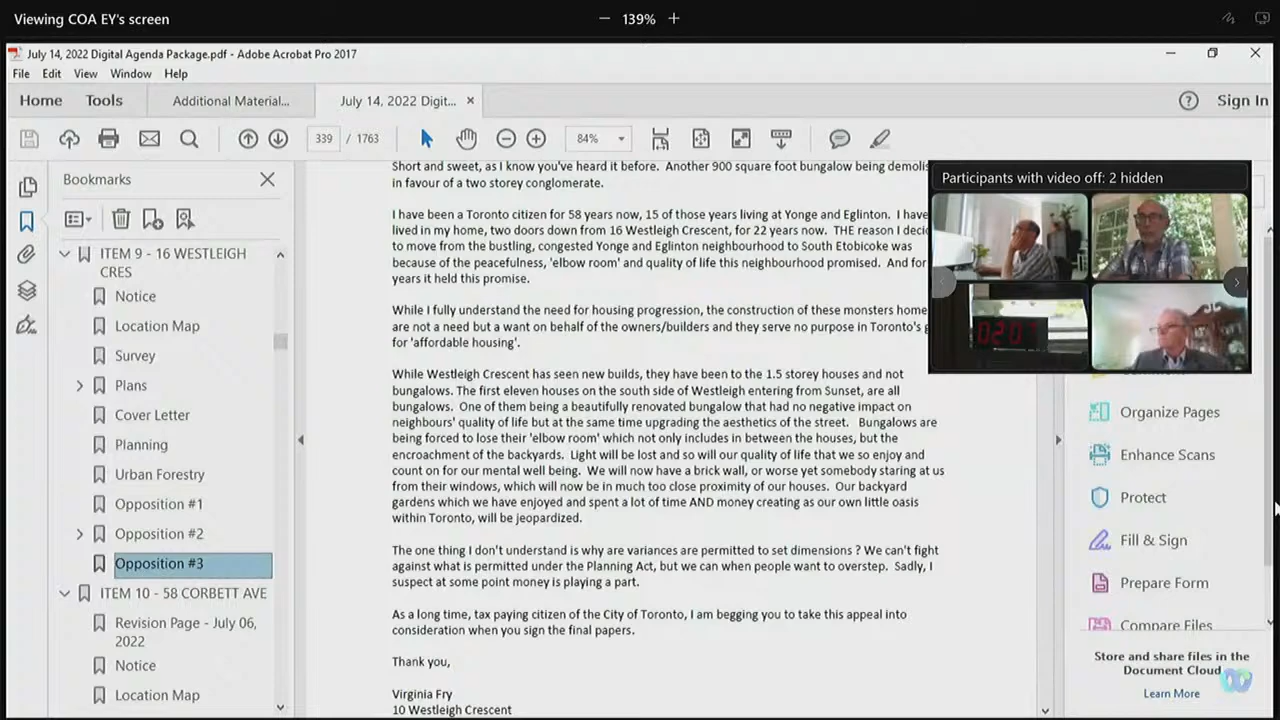 Viewing COA EY's screen
139%
July 14, 2022 Digital Agenda Package.pdf - Adobe Acrobat Pro 2017
File Edit View Window Help
Home Tools Additional Material... July 14, 2022 Digit... Sign In
339 / 1763 84%
Bookmarks
ITEM 9 - 16 WESTLEIGH
CRES
Notice
Location Map
Survey
Plans
Cover Letter
Planning
Urban Forestry
Opposition #1
Opposition #2
Opposition #3
ITEM 10 - 58 CORBETT AVE
Revision Page - July 06,
2022
Notice
Location Map
Short and sweet, as I know you've heard it before. Another 900 square foot bungalow being
in favour of a two storey conglomerate.
I have been a Toronto citizen for 58 years now, 15 of those years living at Yonge and Eglinton. I have
lived in my home, two doors down from 16 Westleigh Crescent, for 22 years now. THE reason I
to move from the bustling, congested Yonge and Eglinton neighbourhood to South Etobicoke was
because of the peacefulness, 'elbow room' and quality of life this neighbourhood promised. And for
years it held this promise.
While I fully understand the need for housing progression, the construction of these monsters
are not a need but a want on behalf of the owners/builders and they serve no purpose in Toronto's
for 'affordable housing'.
While Westleigh Crescent has seen new builds, they have been to the 1.5 storey houses and not
bungalows. The first eleven houses on the south side of Westleigh entering from Sunset, are all
bungalows. One of them being a beautifully renovated bungalow that had no negative impact on
neighbours' quality of life but at the same time upgrading the aesthetics of the street. Bungalows are
being forced to lose their 'elbow room' which not only includes in between the houses, but the
encroachment of the backyards. Light will be lost and so will our quality of life that we so enjoy and
count on for our mental well being. We will now have a brick wall, or worse yet somebody staring at us
from their windows, which will now be in much too close proximity of our houses. Our backyard
gardens which we have enjoyed and spent a lot of time AND money creating as our own little oasis
within Toronto, will be jeopardized.
The one thing I don't understand is why are variances are permitted to set dimensions ? We can't fight
against what is permitted under the Planning Act, but we can when people want to overstep. Sadly, I
suspect at some point money is playing a part.
As a long time, tax paying citizen of the City of Toronto, I am begging you to take this appeal into
consideration when you sign the final papers.
Thank you,
Virginia Fry
10 Westleigh Crescent
Participants with video off: 2 hidden
Organize Pages
Enhance Scans
Protect
Fill & Sign
Prepare Form
Compare Files
Store and share files in the
Document Cloud
Learn More